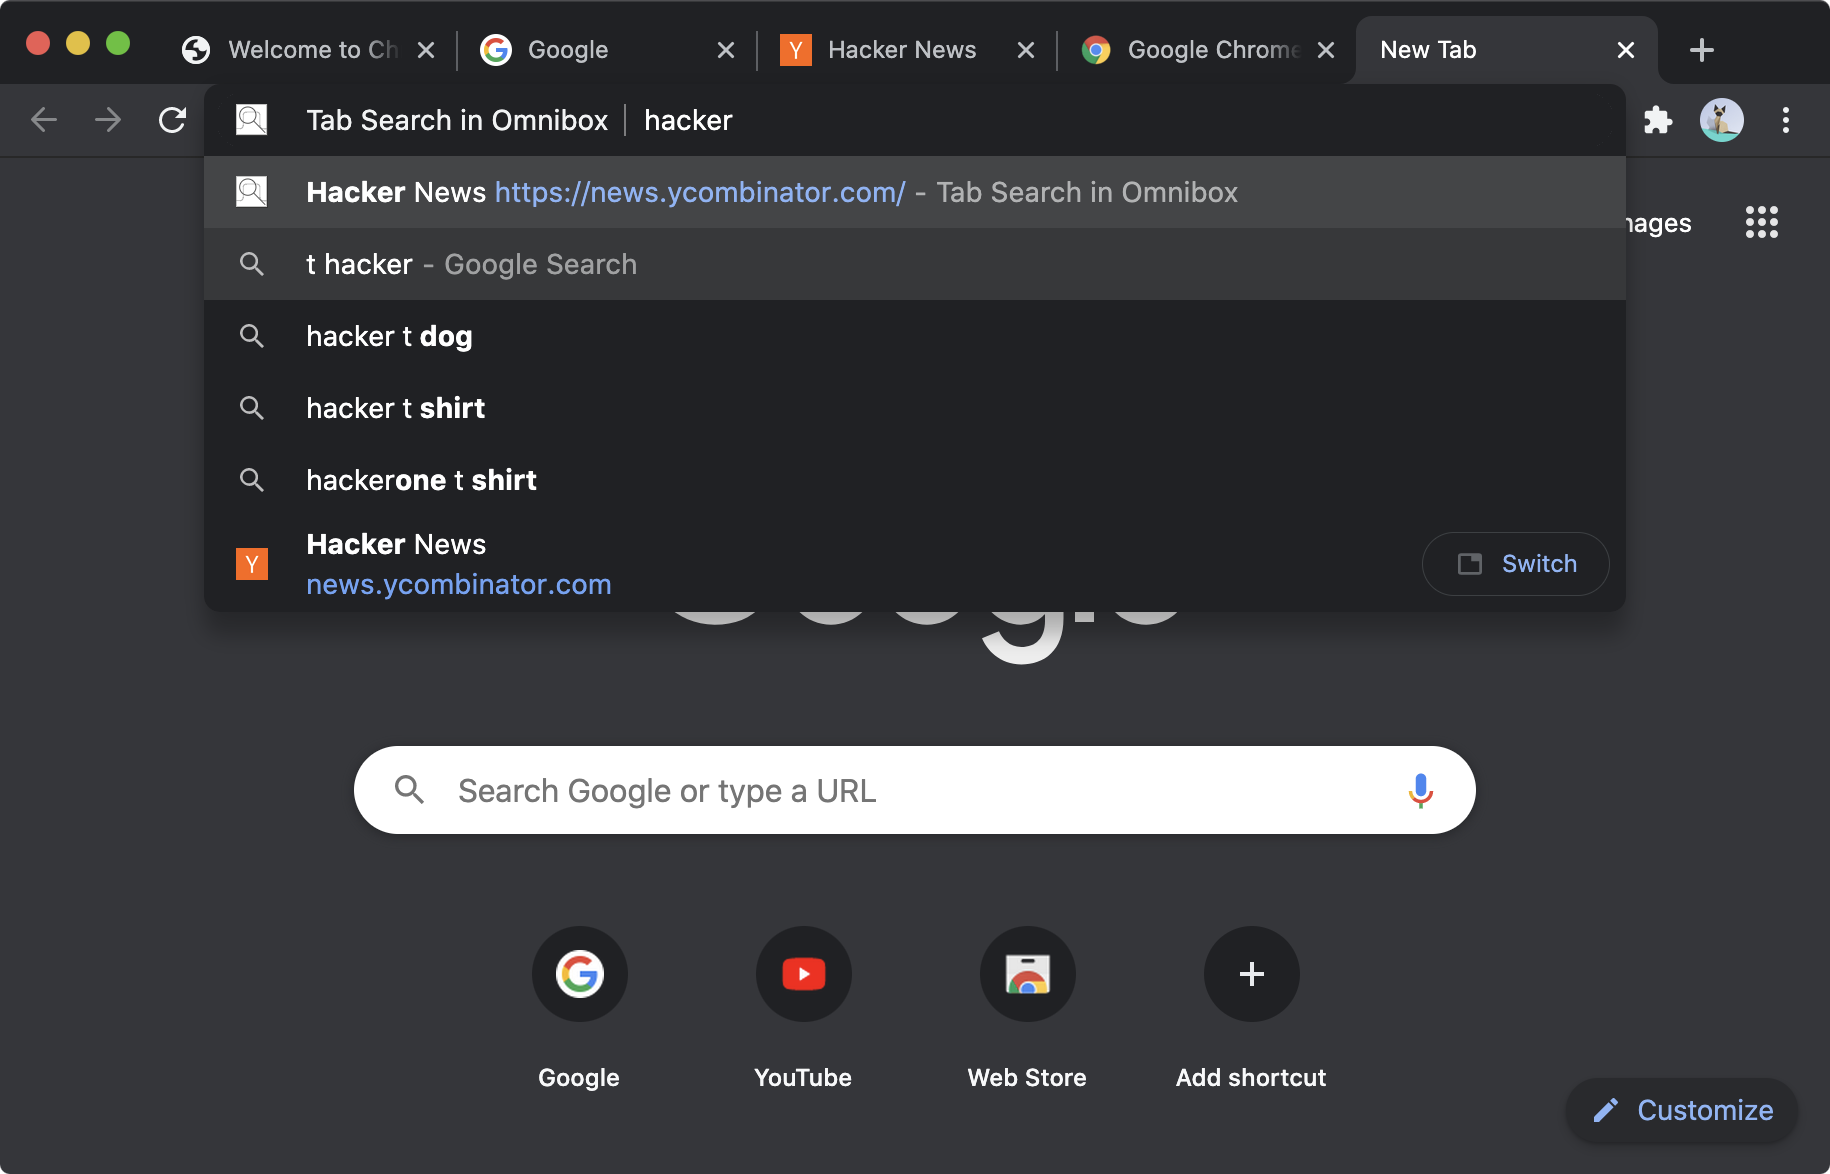 Welcome to Ch
Google
Y Hacker News
Google Chrome
New Tab
Tab Search in Omnibox | hacker
Hacker News https://news.ycombinator.com/ - Tab Search in Omnibox
nages
t hacker - Google Search
hacker t dog
hacker t shirt
hackerone t shirt
Y
Hacker News
news.ycombinator.com
Switch
Search Google or type a URL
Google
YouTube
Web Store
Add shortcut
Customize